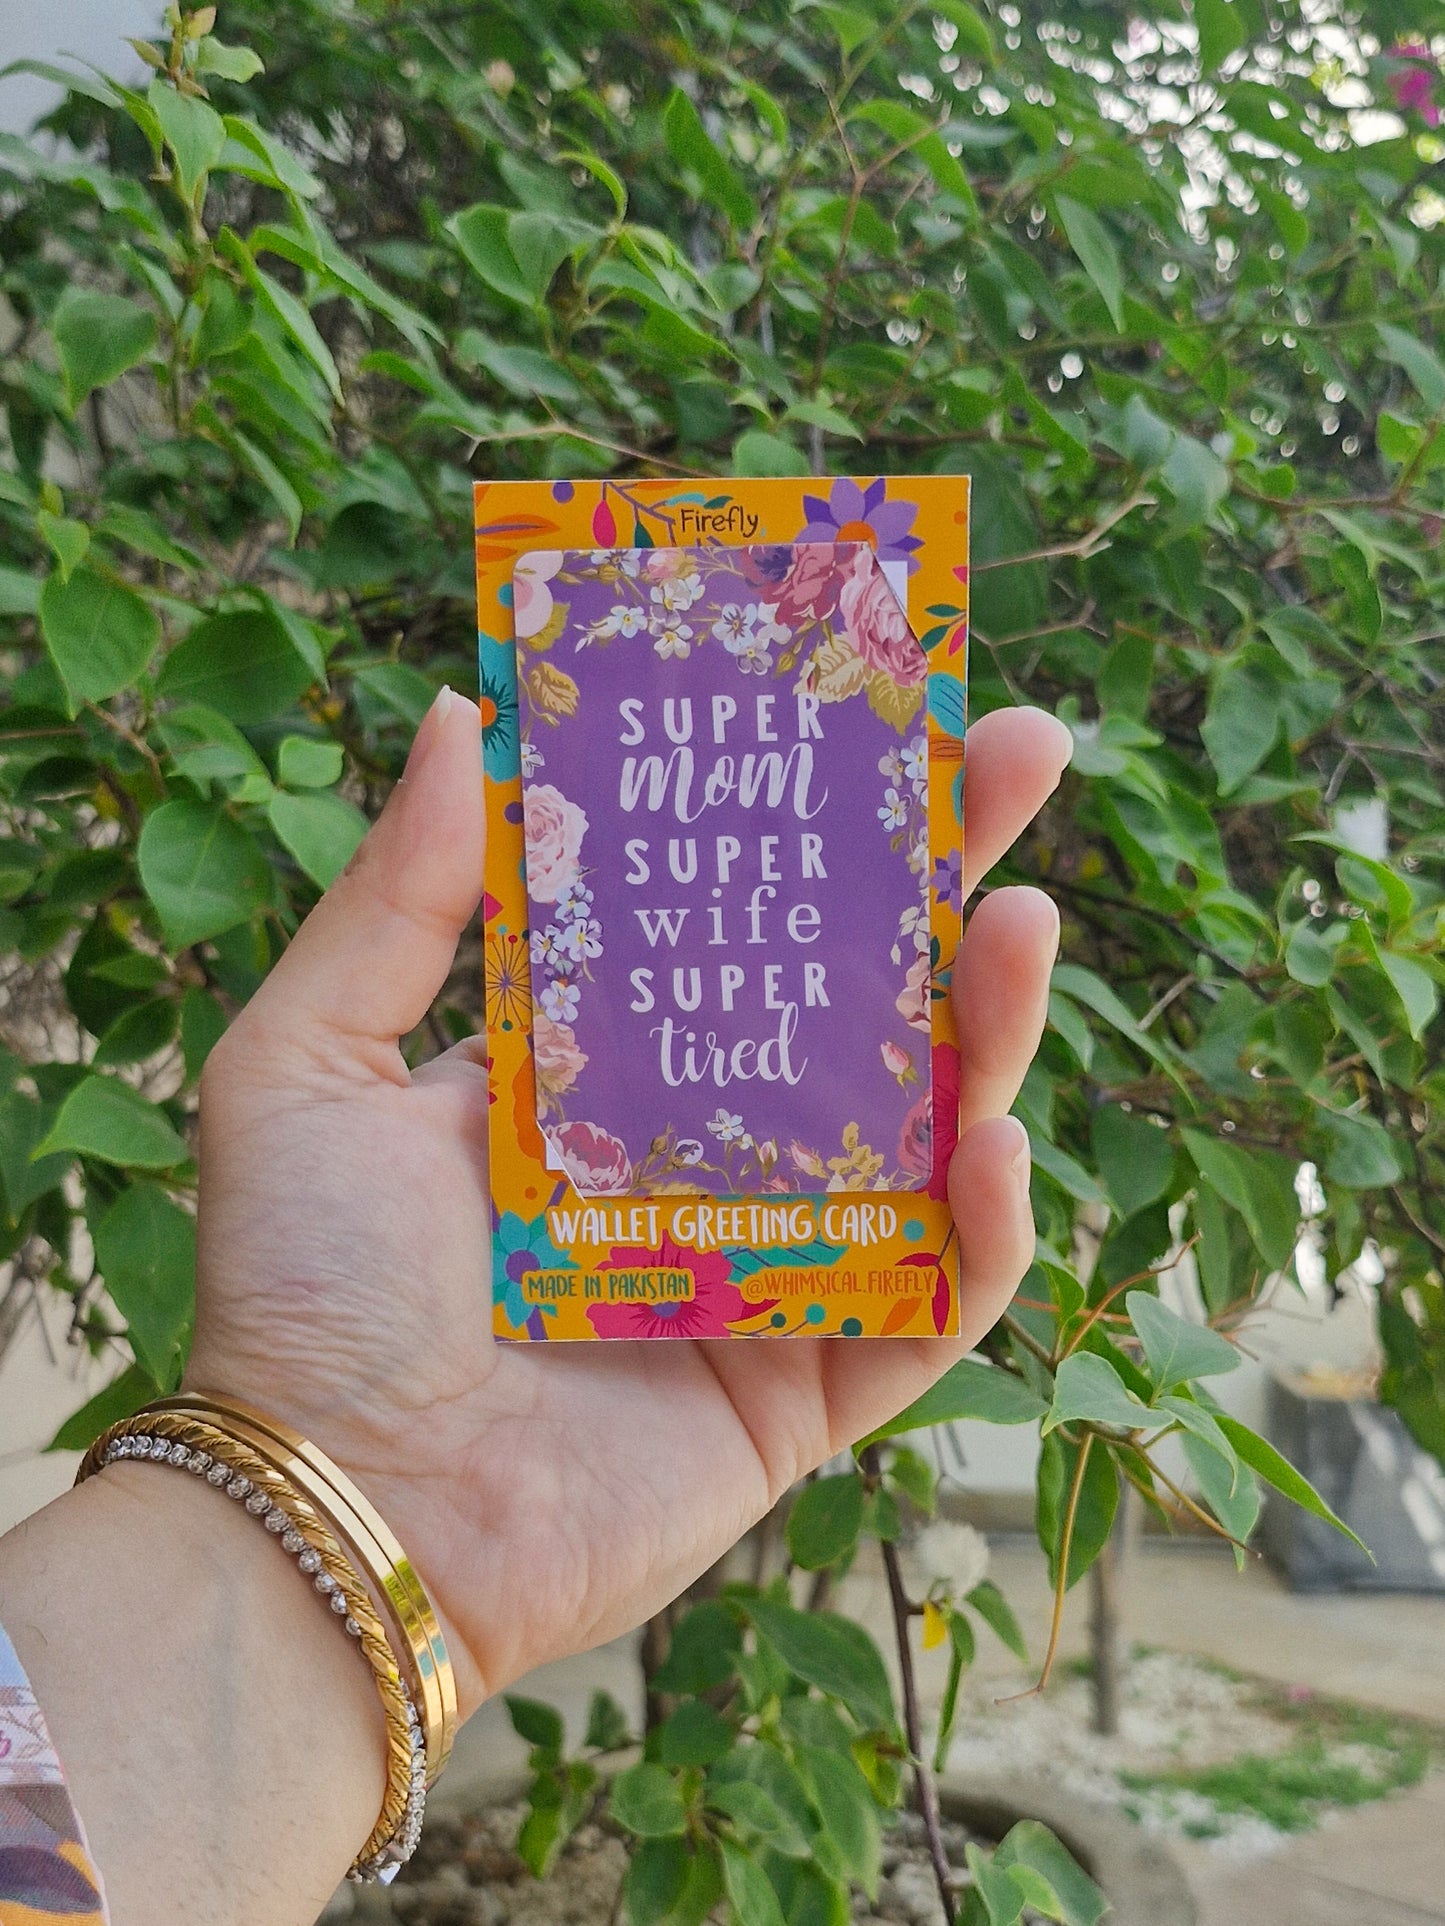 Firefly
SUPER
mom
SUPER
wife
SUPER
tired
WALLET GREETING CARD
MADE IN PAKISTAN
@WHIMSICAL.FIREFLY